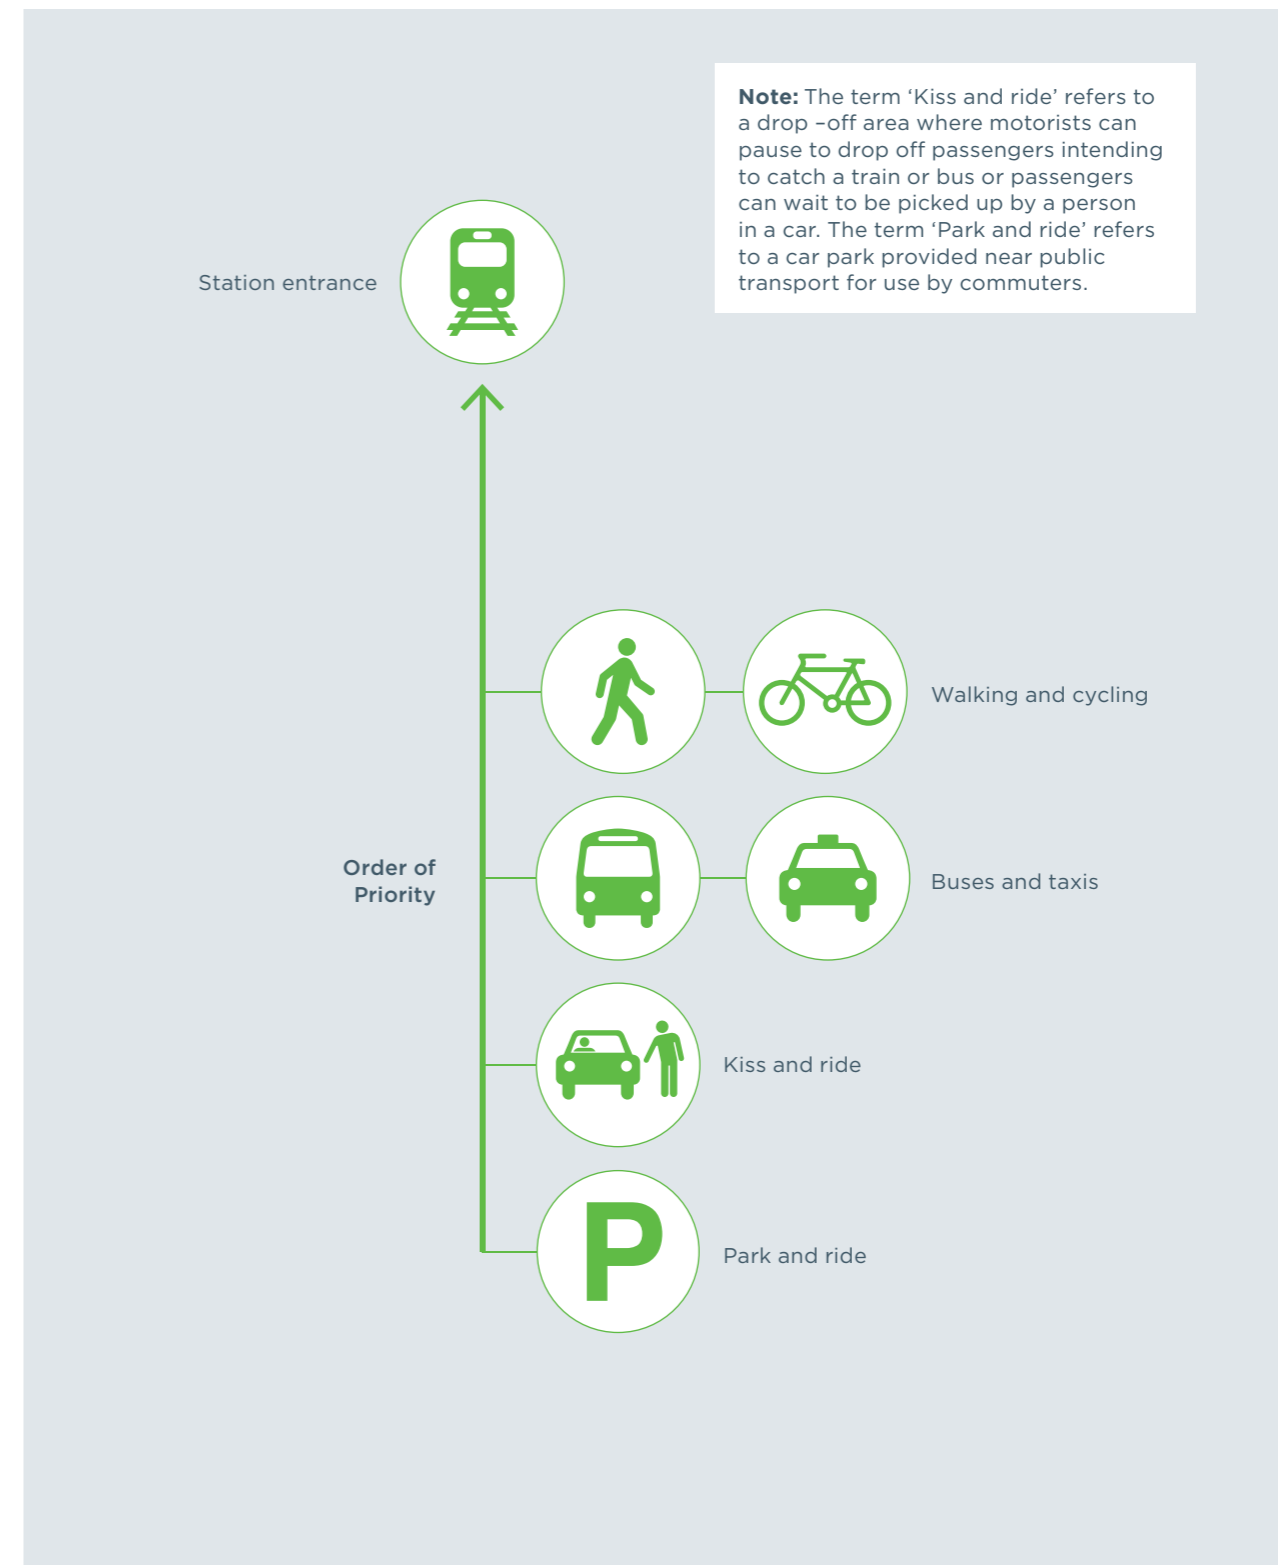 Note: The term ‘Kiss and ride’ refers to
a drop –off area where motorists can
pause to drop off passengers intending
to catch a train or bus or passengers
can wait to be picked up by a person
in a car. The term ‘Park and ride’ refers
to a car park provided near public
transport for use by commuters.
Station entrance
Walking and cycling
Order of
Priority
Buses and taxis
Kiss and ride
P
Park and ride